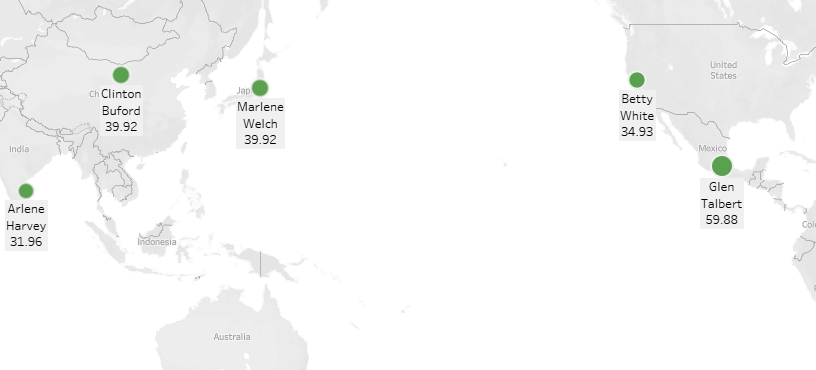 United
States
Clinton
Buford
39.92
Marlene
Welch
39.92
Betty
White
34.93
India
Mexico
Arlene
Harvey
31.96
Glen
Talbert
59.88
Indonesia
Australia